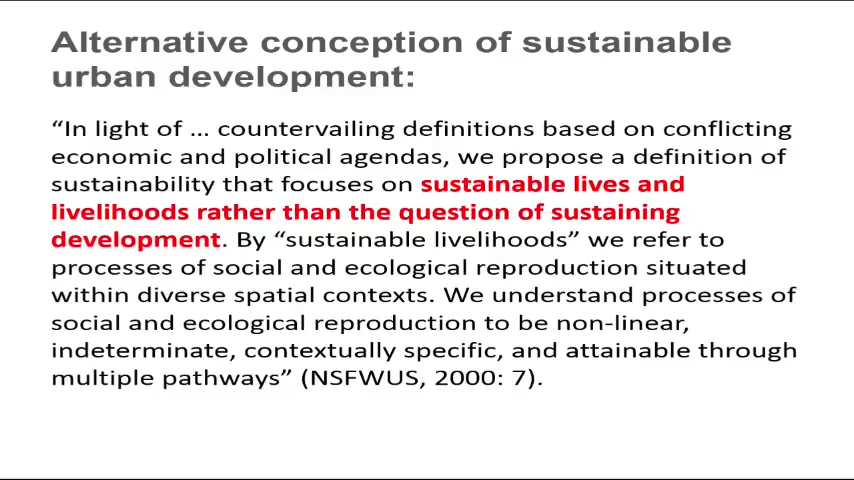 Alternative conception of sustainable
urban development:
“In light of ... countervailing definitions based on conflicting
economic and political agendas, we propose a definition of
sustainability that focuses on sustainable lives and
livelihoods rather than the question of sustaining
development. By “sustainable livelihoods” we refer to
processes of social and ecological reproduction situated
within diverse spatial contexts. We understand processes of
social and ecological reproduction to be non-linear,
indeterminate, contextually specific, and attainable through
multiple pathways” (NSFWUS, 2000: 7).